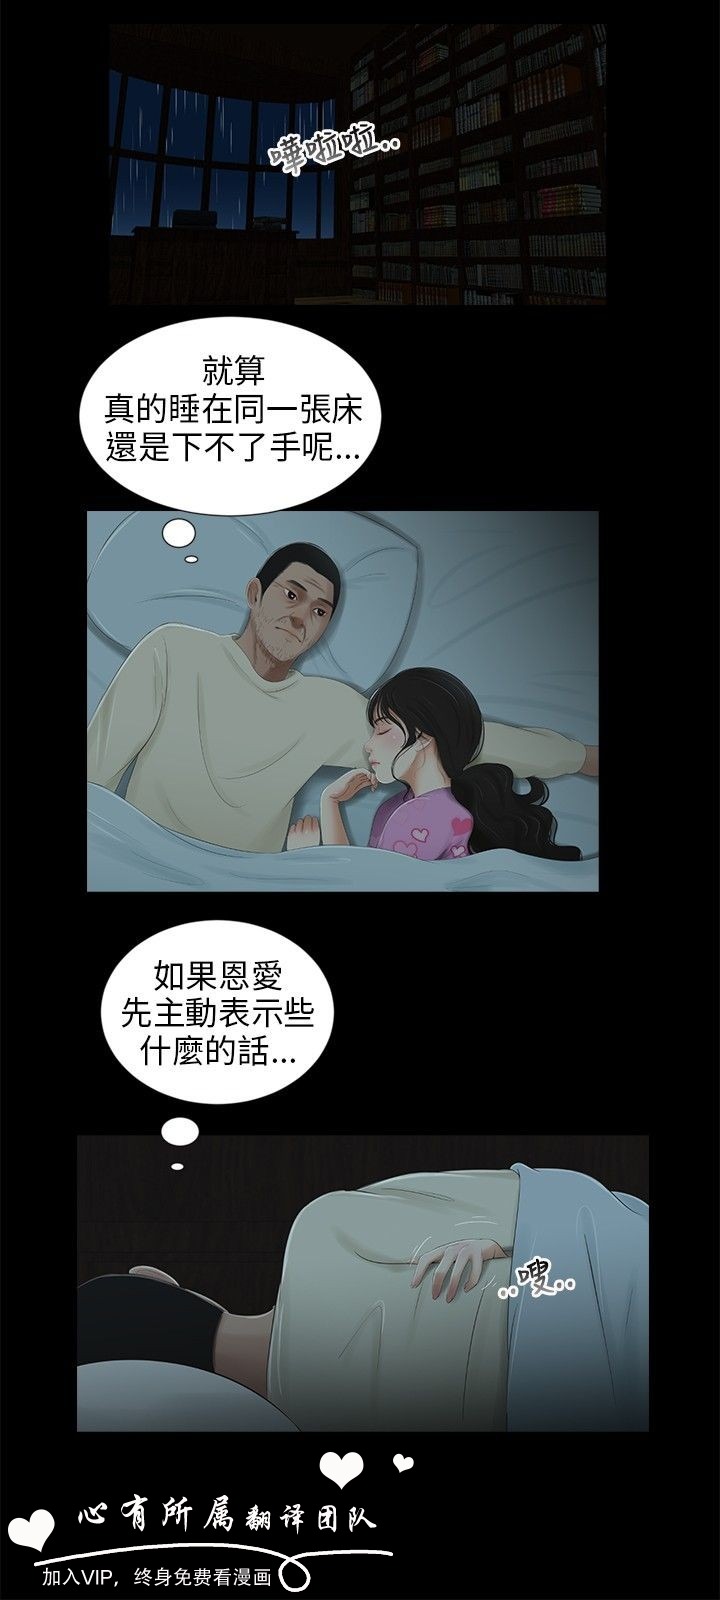 嘩啦啦..
就算
真的睡在同一張床
還是下不了手呢...
如果恩愛
先主動表示些
什麼的話...
..嗖..
心有所属翻译团队
加入VIP，终身免费看漫画